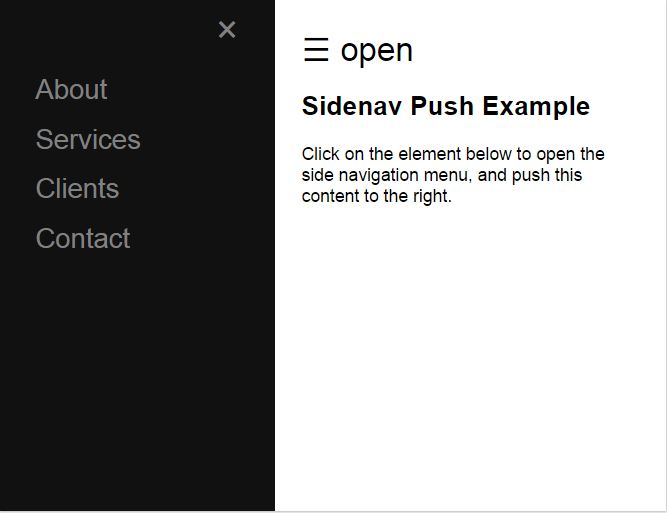 ×
About
Services
Clients
Contact
☰ open
Sidenav Push Example
Click on the element below to open the
side navigation menu, and push this
content to the right.